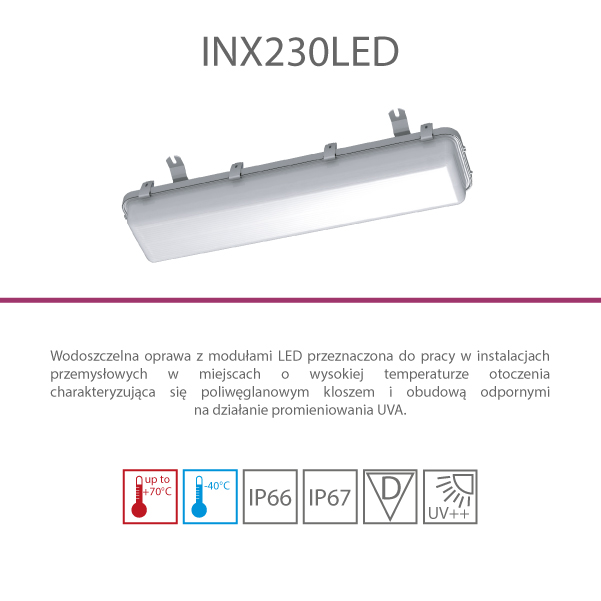 INX230LED
Wodoszczelna oprawa z modułami LED przeznaczona do pracy w instalacjach
przemysłowych w miejscach o wysokiej temperaturze otoczenia
charakteryzująca się poliwęglanowym kloszem i obudową odpornymi
na działanie promieniowania UVA.
up to
+70°C
-40°C
IP66
IP67
D
UV++